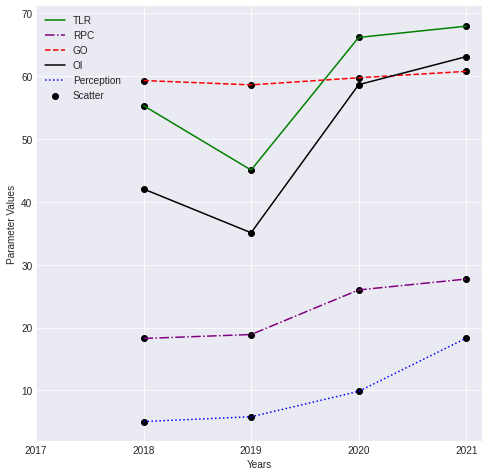 TLR
RPC
GO
OI
Perception
Scatter
70
60
50
40
30
20
10
Parameter Values
2017 2018 2019 2020 2021
Years